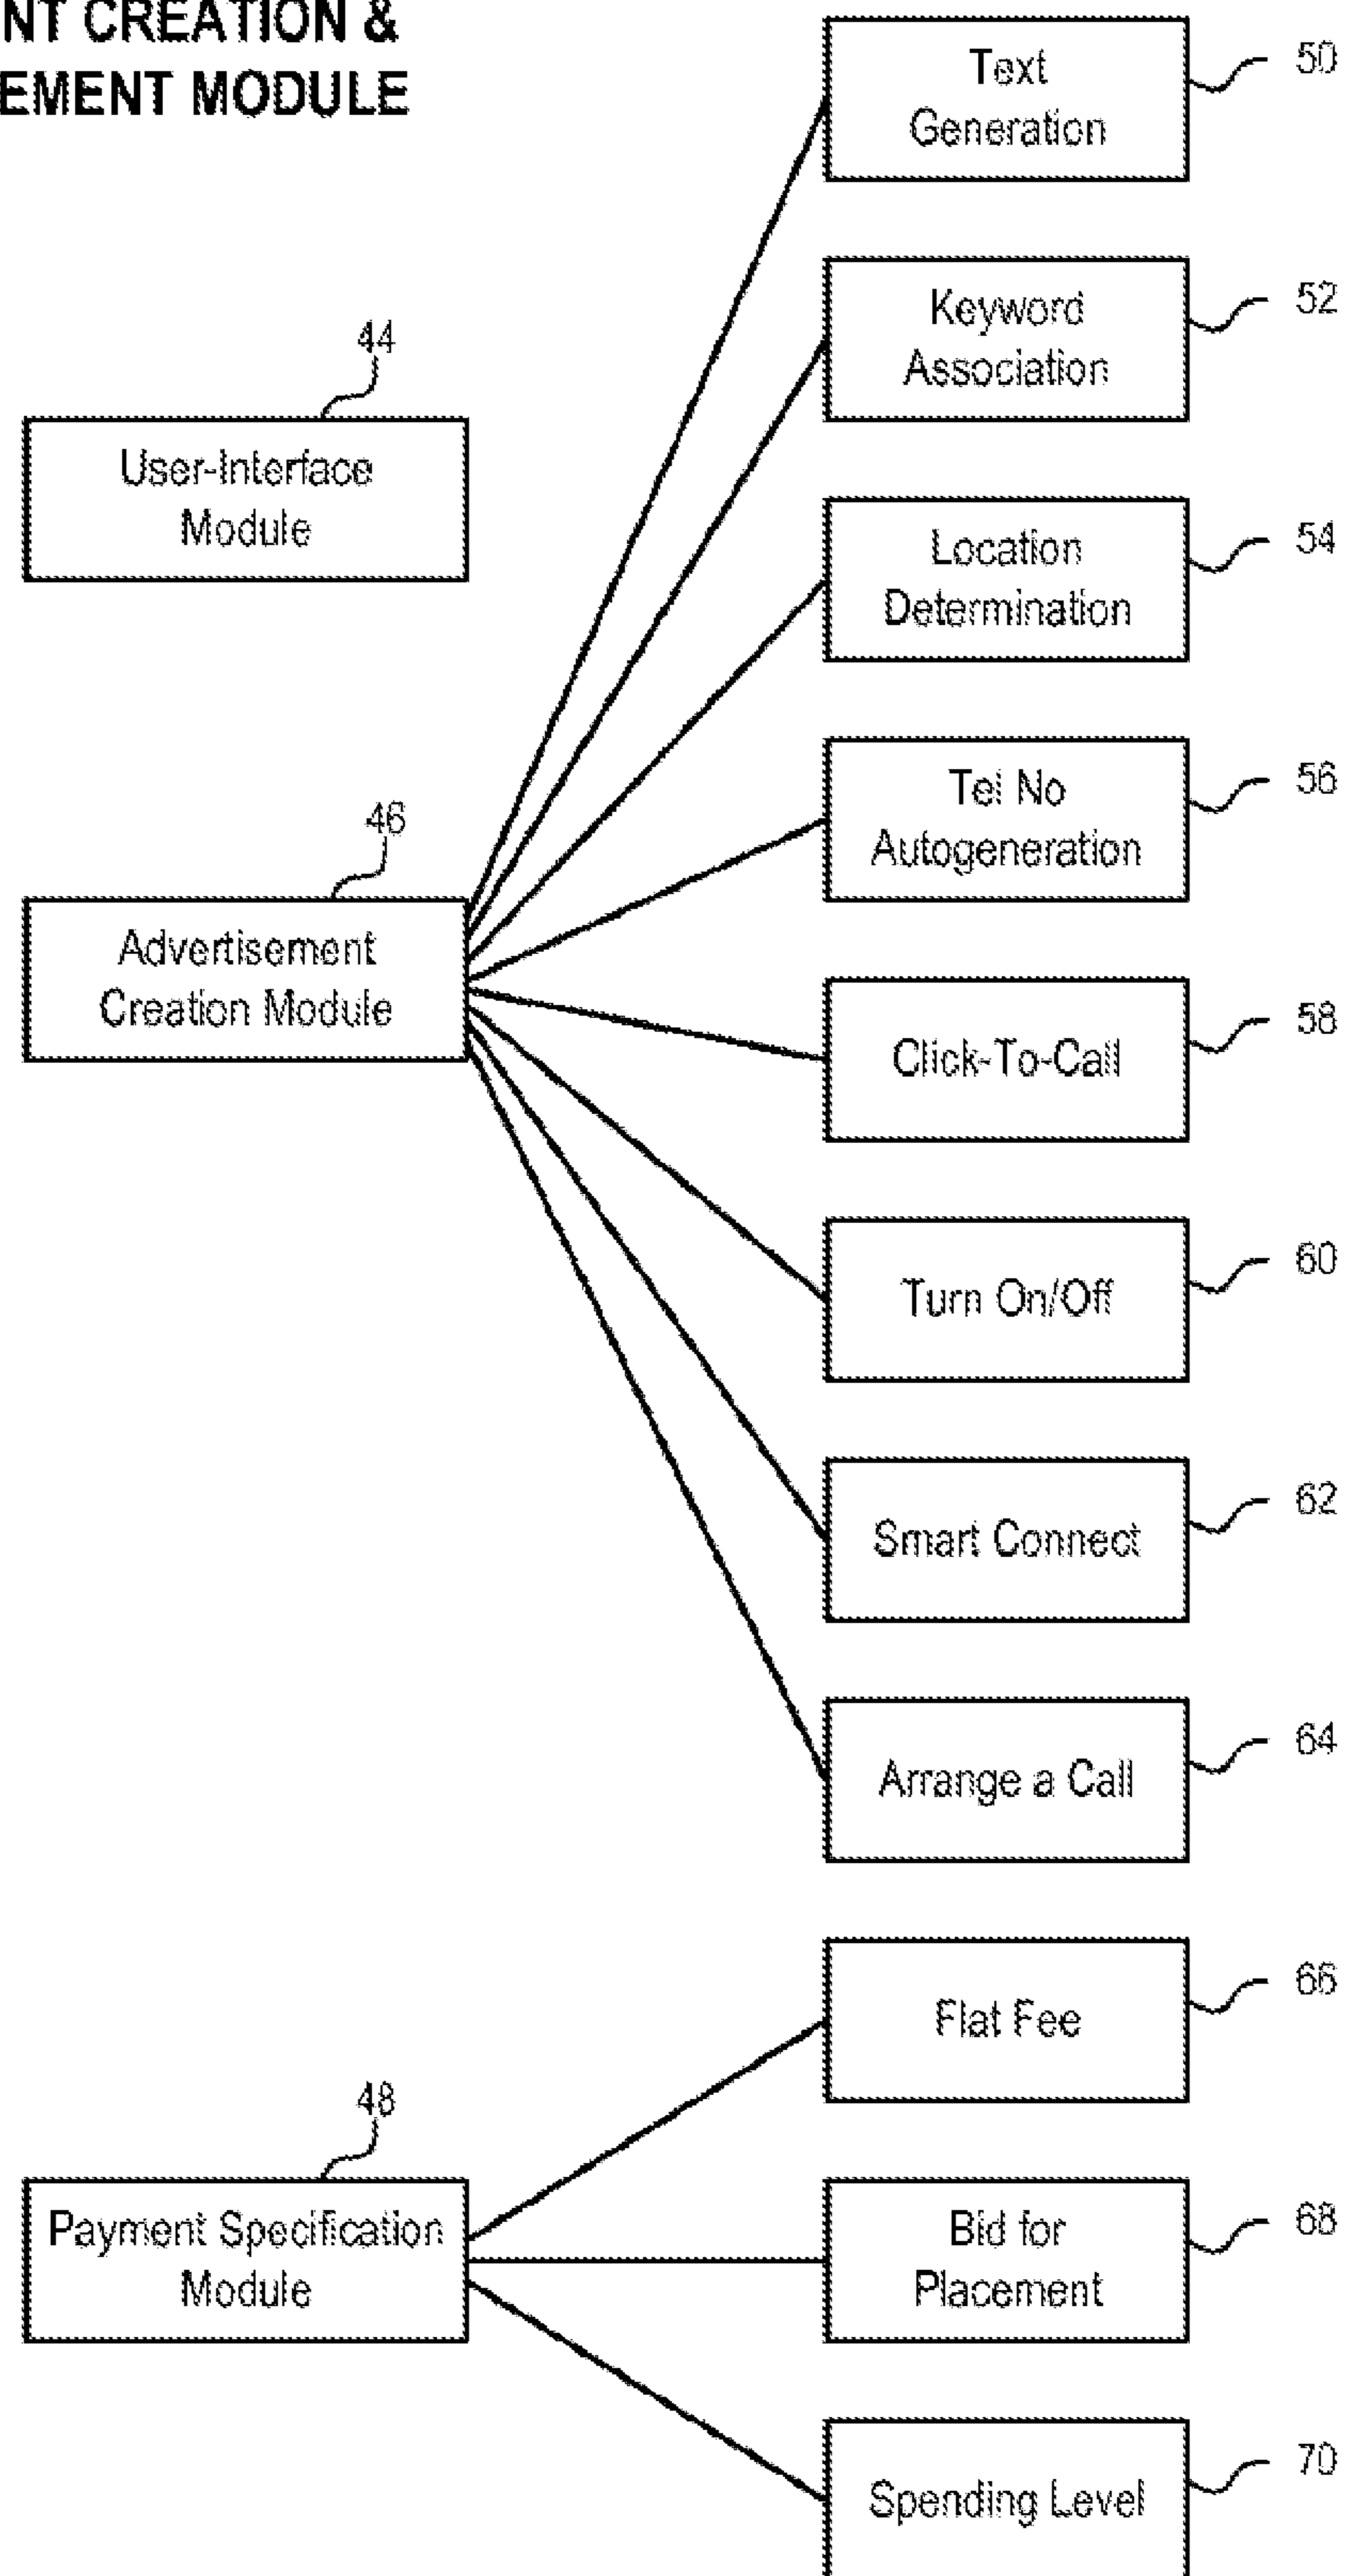 NT CREATION &
EMENT MODULE
Text
Generation
50
Keyword
Association
52
44
User-Interface
Module
Location
Determination
54
Tel No
Autogeneration
56
46
Advertisement
Creation Module
Click-To-Call
58
Turn On/Off
60
Smart Connect
62
Arrange a Call
64
Flat Fee
66
48
Payment Specification
Module
Bid for
Placement
68
Spending Level
70